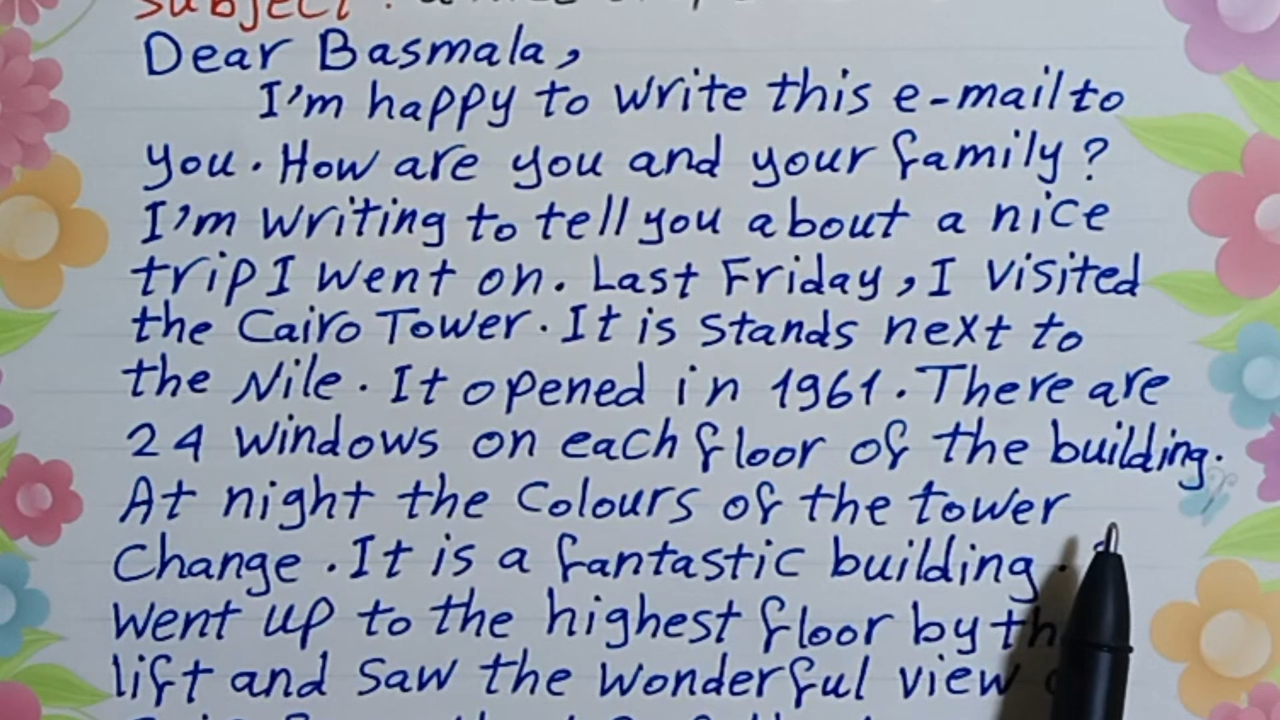 Subject :
Dear Basmala,
I'm happy to write this e-mail to
you. How are you and your family?
I'm writing to tell you about a nice
trip I went on. Last Friday, I visited
the Cairo Tower. It is stands next to
the Nile. It opened in 1961. There are
24 windows on each floor of the building.
At night the colours of the tower
change. It is a fantastic building.
went up to the highest floor by th
lift and saw the wonderful view